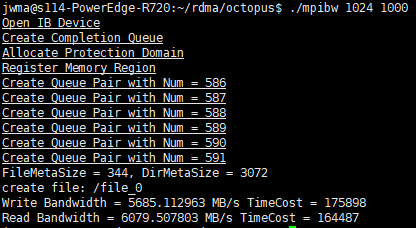 jwma@s114-PowerEdge-R720:~/rdma/octopus$ ./mpibw 1024 1000
Open IB Device
Create Completion Queue
Allocate Protection Domain
Register Memory Region
Create Queue Pair with Num = 586
Create Queue Pair with Num = 587
Create Queue Pair with Num = 588
Create Queue Pair with Num = 589
Create Queue Pair with Num = 590
Create Queue Pair with Num = 591
FileMetaSize = 344, DirMetaSize = 3072
create file: /file_0
Write Bandwidth = 5685.112963 MB/s TimeCost = 175898
Read Bandwidth = 6079.507803 MB/s TimeCost = 164487